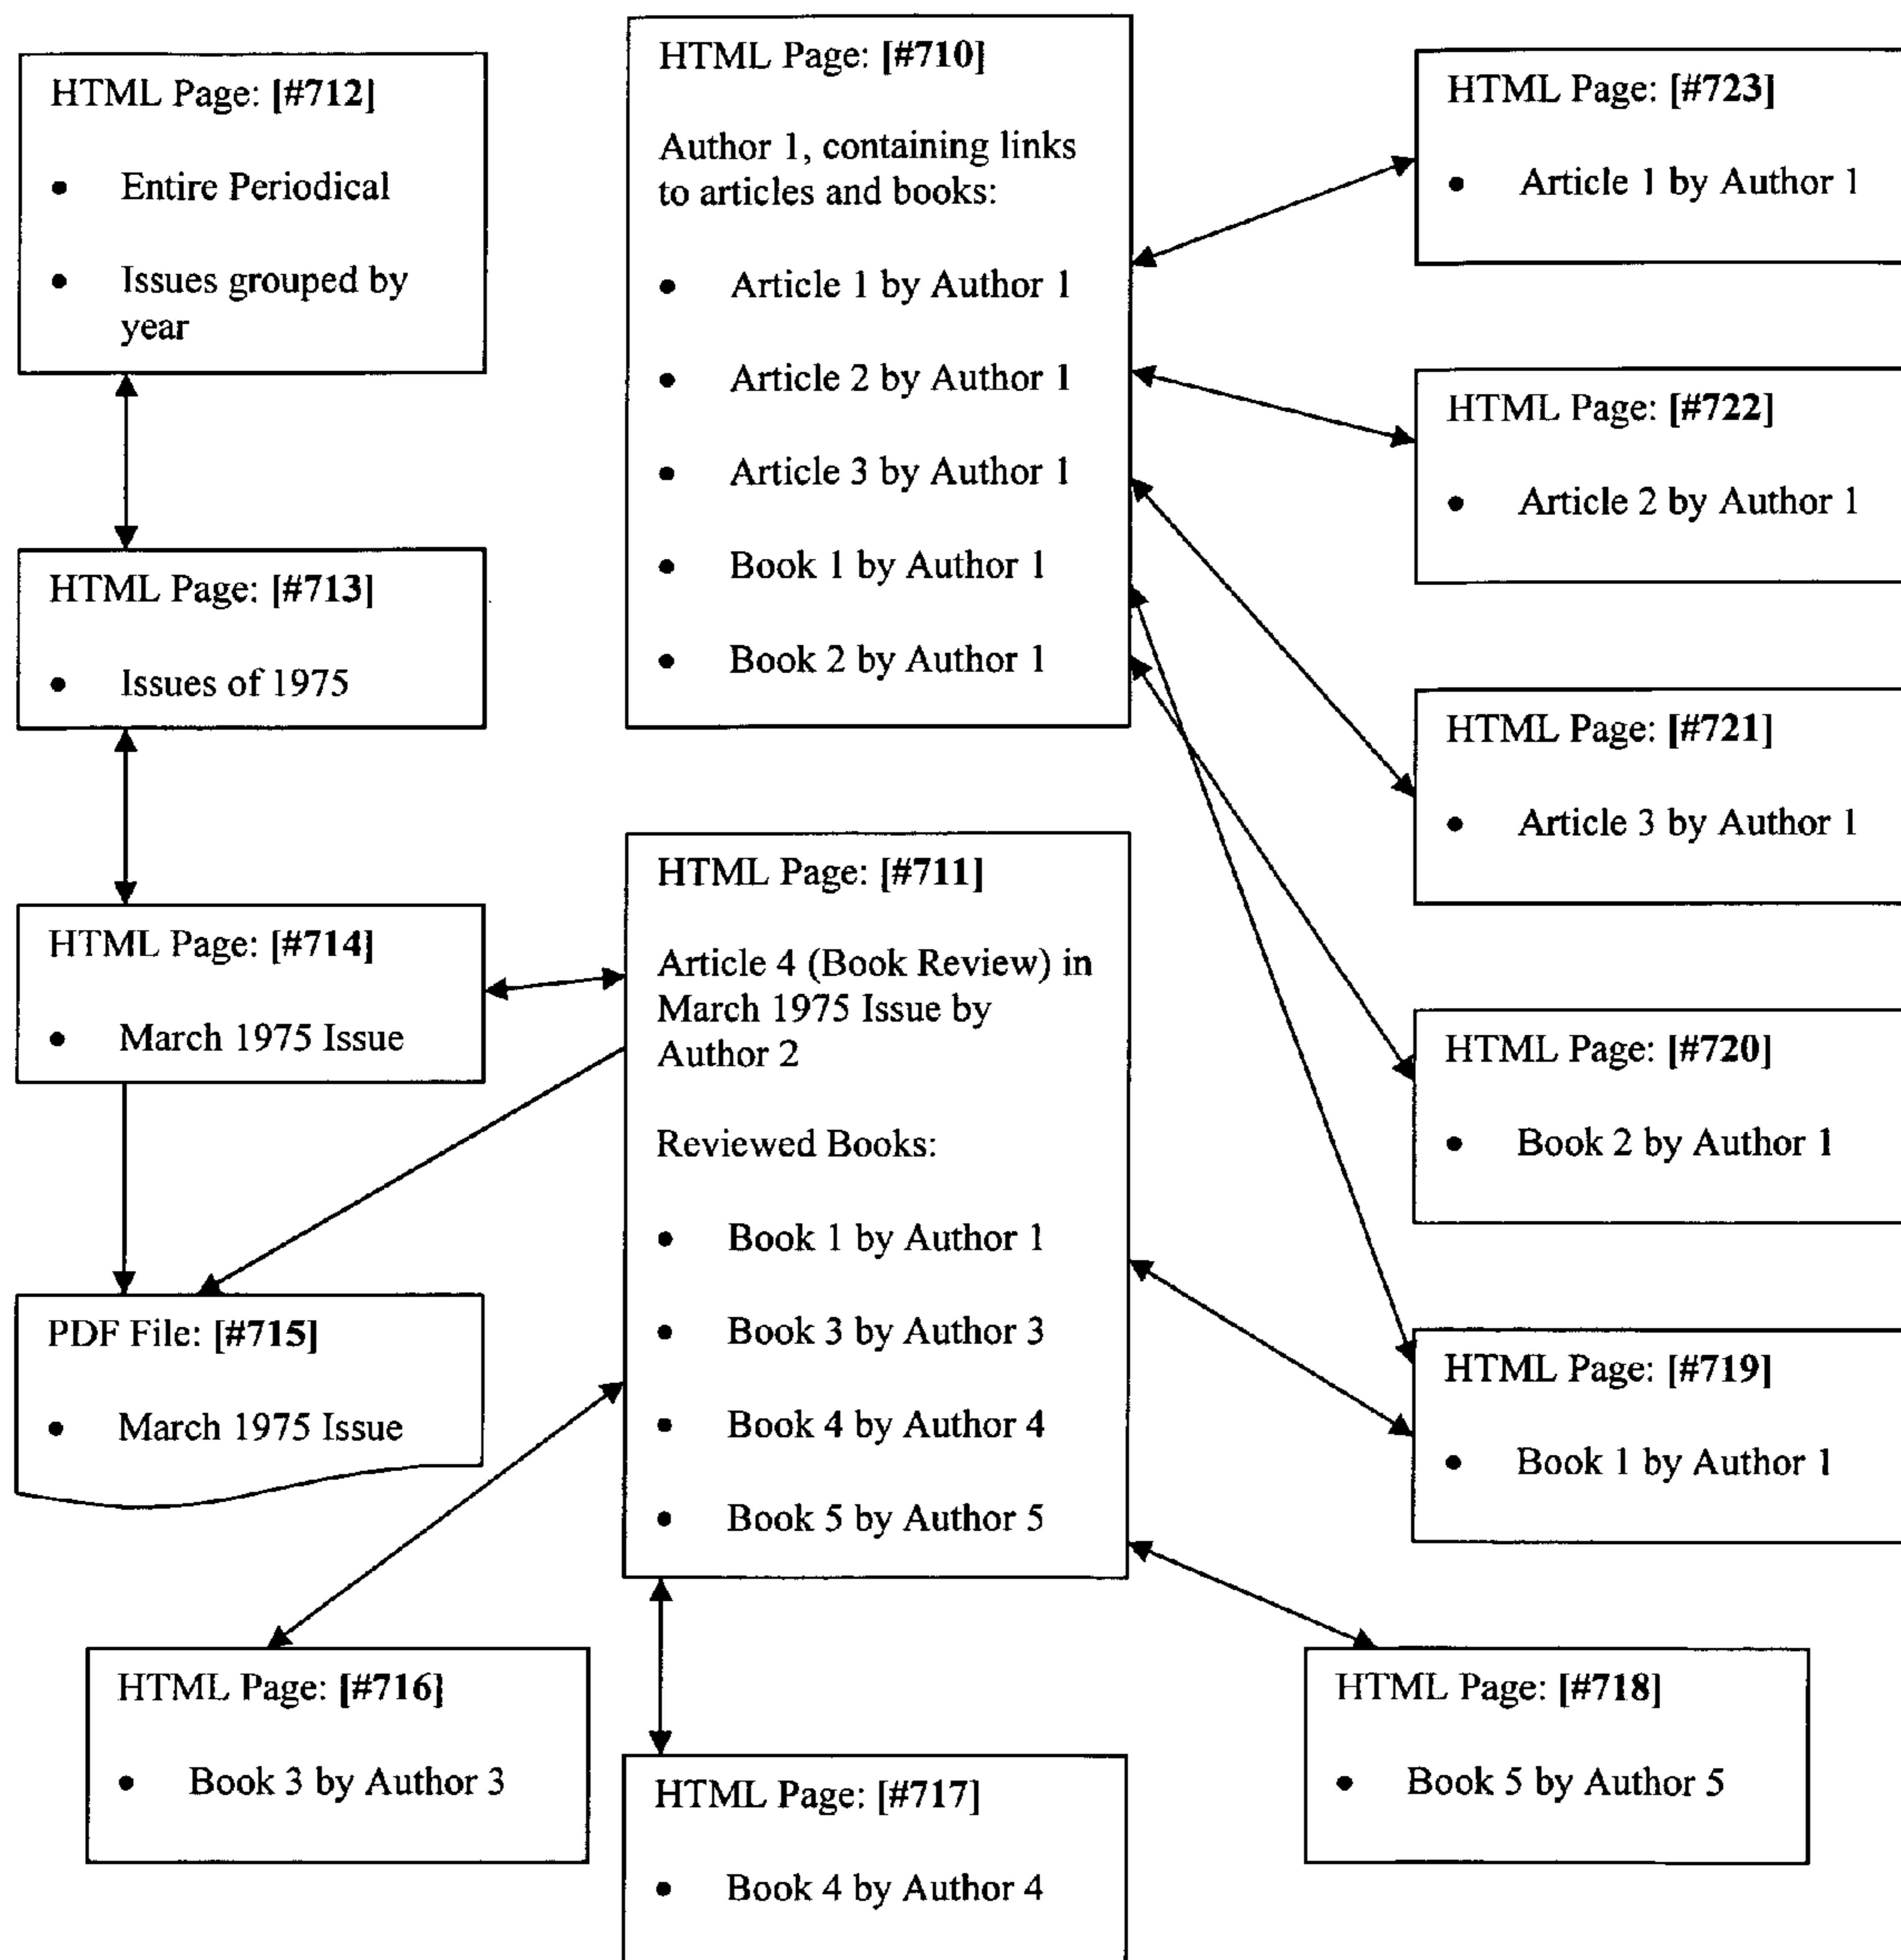 HTML Page: [#712]
• Entire Periodical
• Issues grouped by
year
HTML Page: [#713]
• Issues of 1975
HTML Page: [#714]
• March 1975 Issue
PDF File: [#715]
• March 1975 Issue
HTML Page: [#710]
Author 1, containing links
to articles and books:
• Article 1 by Author 1
• Article 2 by Author 1
• Article 3 by Author 1
• Book 1 by Author 1
• Book 2 by Author 1
HTML Page: [#711]
Article 4 (Book Review) in
March 1975 Issue by
Author 2
Reviewed Books:
• Book 1 by Author 1
• Book 3 by Author 3
• Book 4 by Author 4
• Book 5 by Author 5
HTML Page: [#723]
• Article 1 by Author 1
HTML Page: [#722]
• Article 2 by Author 1
HTML Page: [#721]
• Article 3 by Author 1
HTML Page: [#720]
• Book 2 by Author 1
HTML Page: [#719]
• Book 1 by Author 1
HTML Page: [#716]
• Book 3 by Author 3
HTML Page: [#717]
• Book 4 by Author 4
HTML Page: [#718]
• Book 5 by Author 5